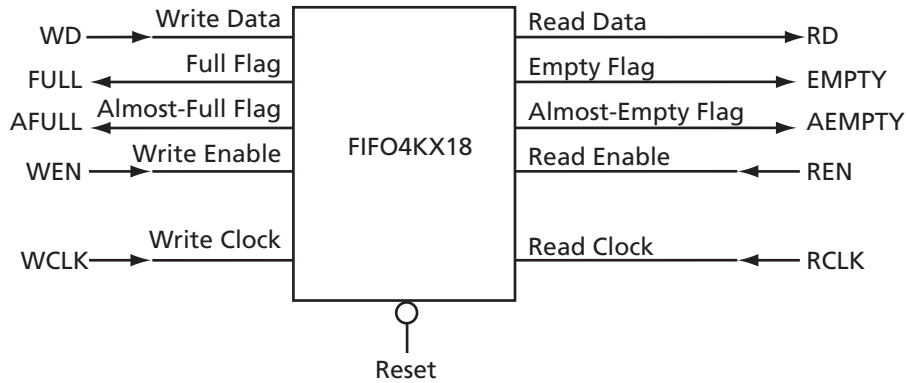 WD Write Data Read Data RD
FULL Full Flag Empty Flag EMPTY
AFULL Almost-Full Flag Almost-Empty Flag AEMPTY
FIFO4KX18
WEN Write Enable Read Enable REN
WCLK Write Clock Read Clock RCLK
Reset